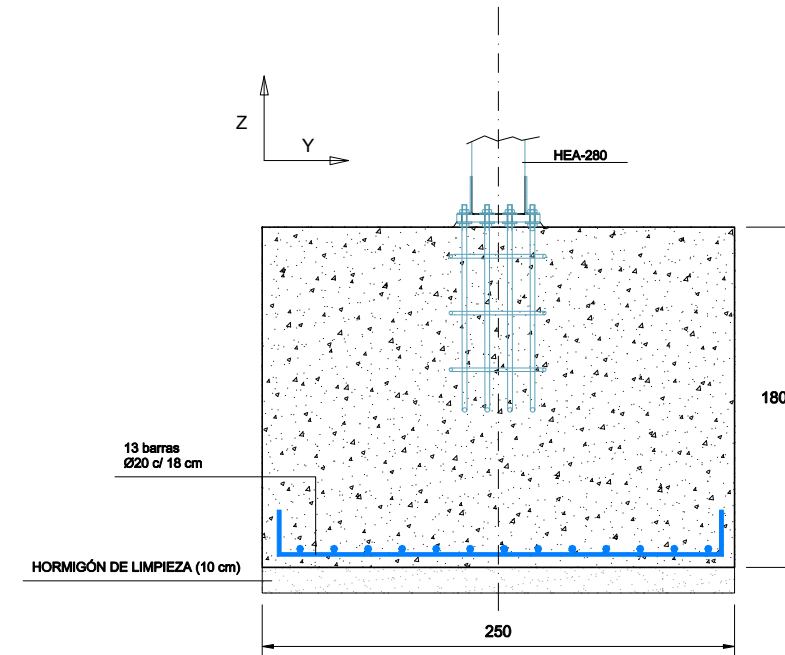 Z
Y
HEA-280
180
13 barras
Ø20 c/ 18 cm
HORMIGÓN DE LIMPIEZA (10 cm)
250